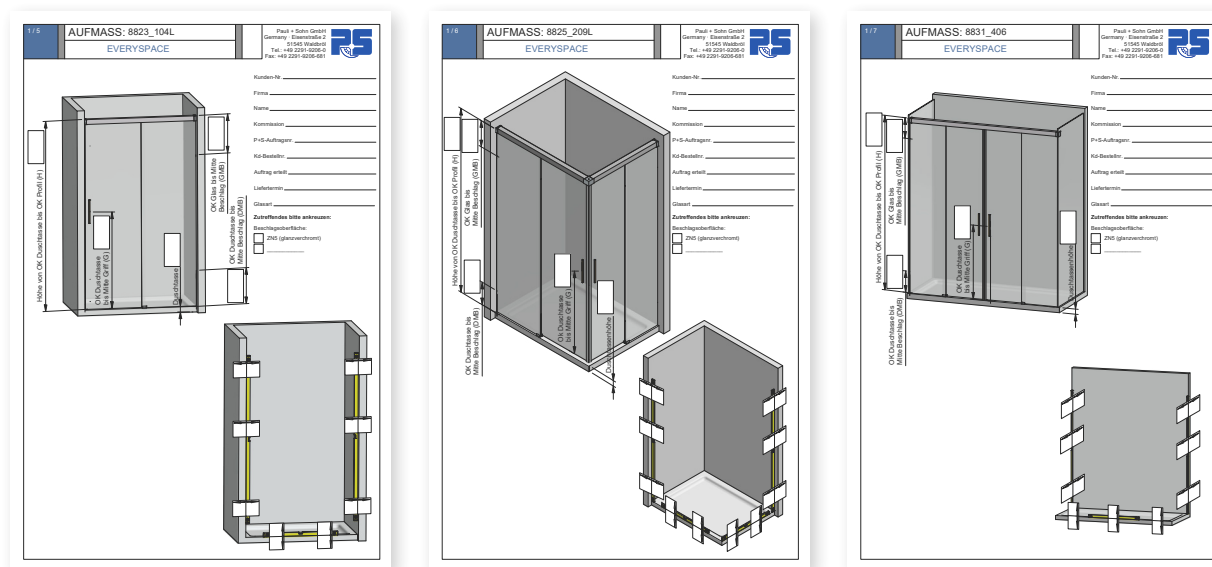 1 / 5
AUFMASS: 8823_104L
EVERYSPACE
Pauli + Sohn GmbH
Germany · Eisenstraße 2
51545 Waldbröl
Tel.: +49 2291-9206-0
Fax: +49 2291-9206-681
PS
Kunden-Nr.
Firma
Name
Kommission
P+S-Auftragsnr.
Kd-Bestellnr.
Auftrag erteilt
Liefertermin
Glasart
Zutreffendes bitte ankreuzen:
Beschlagsoberfläche:
ZN5 (glanzverchromt)
Höhe von OK Duschtasse bis OK Profil (H)
OK Duschtasse
bis Mitte Griff (G)
Duschtasse
OK Glas bis Mitte
Beschlag (GMB)
OK Duschtasse bis
Mitte Beschlag (DMB)
1 / 6
AUFMASS: 8825_209L
EVERYSPACE
Pauli + Sohn GmbH
Germany · Eisenstraße 2
51545 Waldbröl
Tel.: +49 2291-9206-0
Fax: +49 2291-9206-681
PS
Kunden-Nr.
Firma
Name
Kommission
P+S-Auftragsnr.
Kd-Bestellnr.
Auftrag erteilt
Liefertermin
Glasart
Zutreffendes bitte ankreuzen:
Beschlagsoberfläche:
ZN5 (glanzverchromt)
Höhe von OK Duschtasse bis OK Profil (H)
OK Glas bis
Mitte Beschlag (GMB)
OK Duschtasse bis
Mitte Beschlag (DMB)
Ok Duschtasse
bis Mitte Griff (G)
Duschtassenhöhe
1 / 7
AUFMASS: 8831_406
EVERYSPACE
Pauli + Sohn GmbH
Germany · Eisenstraße 2
51545 Waldbröl
Tel.: +49 2291-9206-0
Fax: +49 2291-9206-681
PS
Kunden-Nr.
Firma
Name
Kommission
P+S-Auftragsnr.
Kd-Bestellnr.
Auftrag erteilt
Liefertermin
Glasart
Zutreffendes bitte ankreuzen:
Beschlagsoberfläche:
ZN5 (glanzverchromt)
Höhe von OK Duschtasse bis OK Profil (H)
OK Glas bis
Mitte Beschlag (GMB)
OK Duschtasse bis
Mitte Beschlag (DMB)
OK Duschtasse
bis Mitte Griff (G)
Duschtassenhöhe